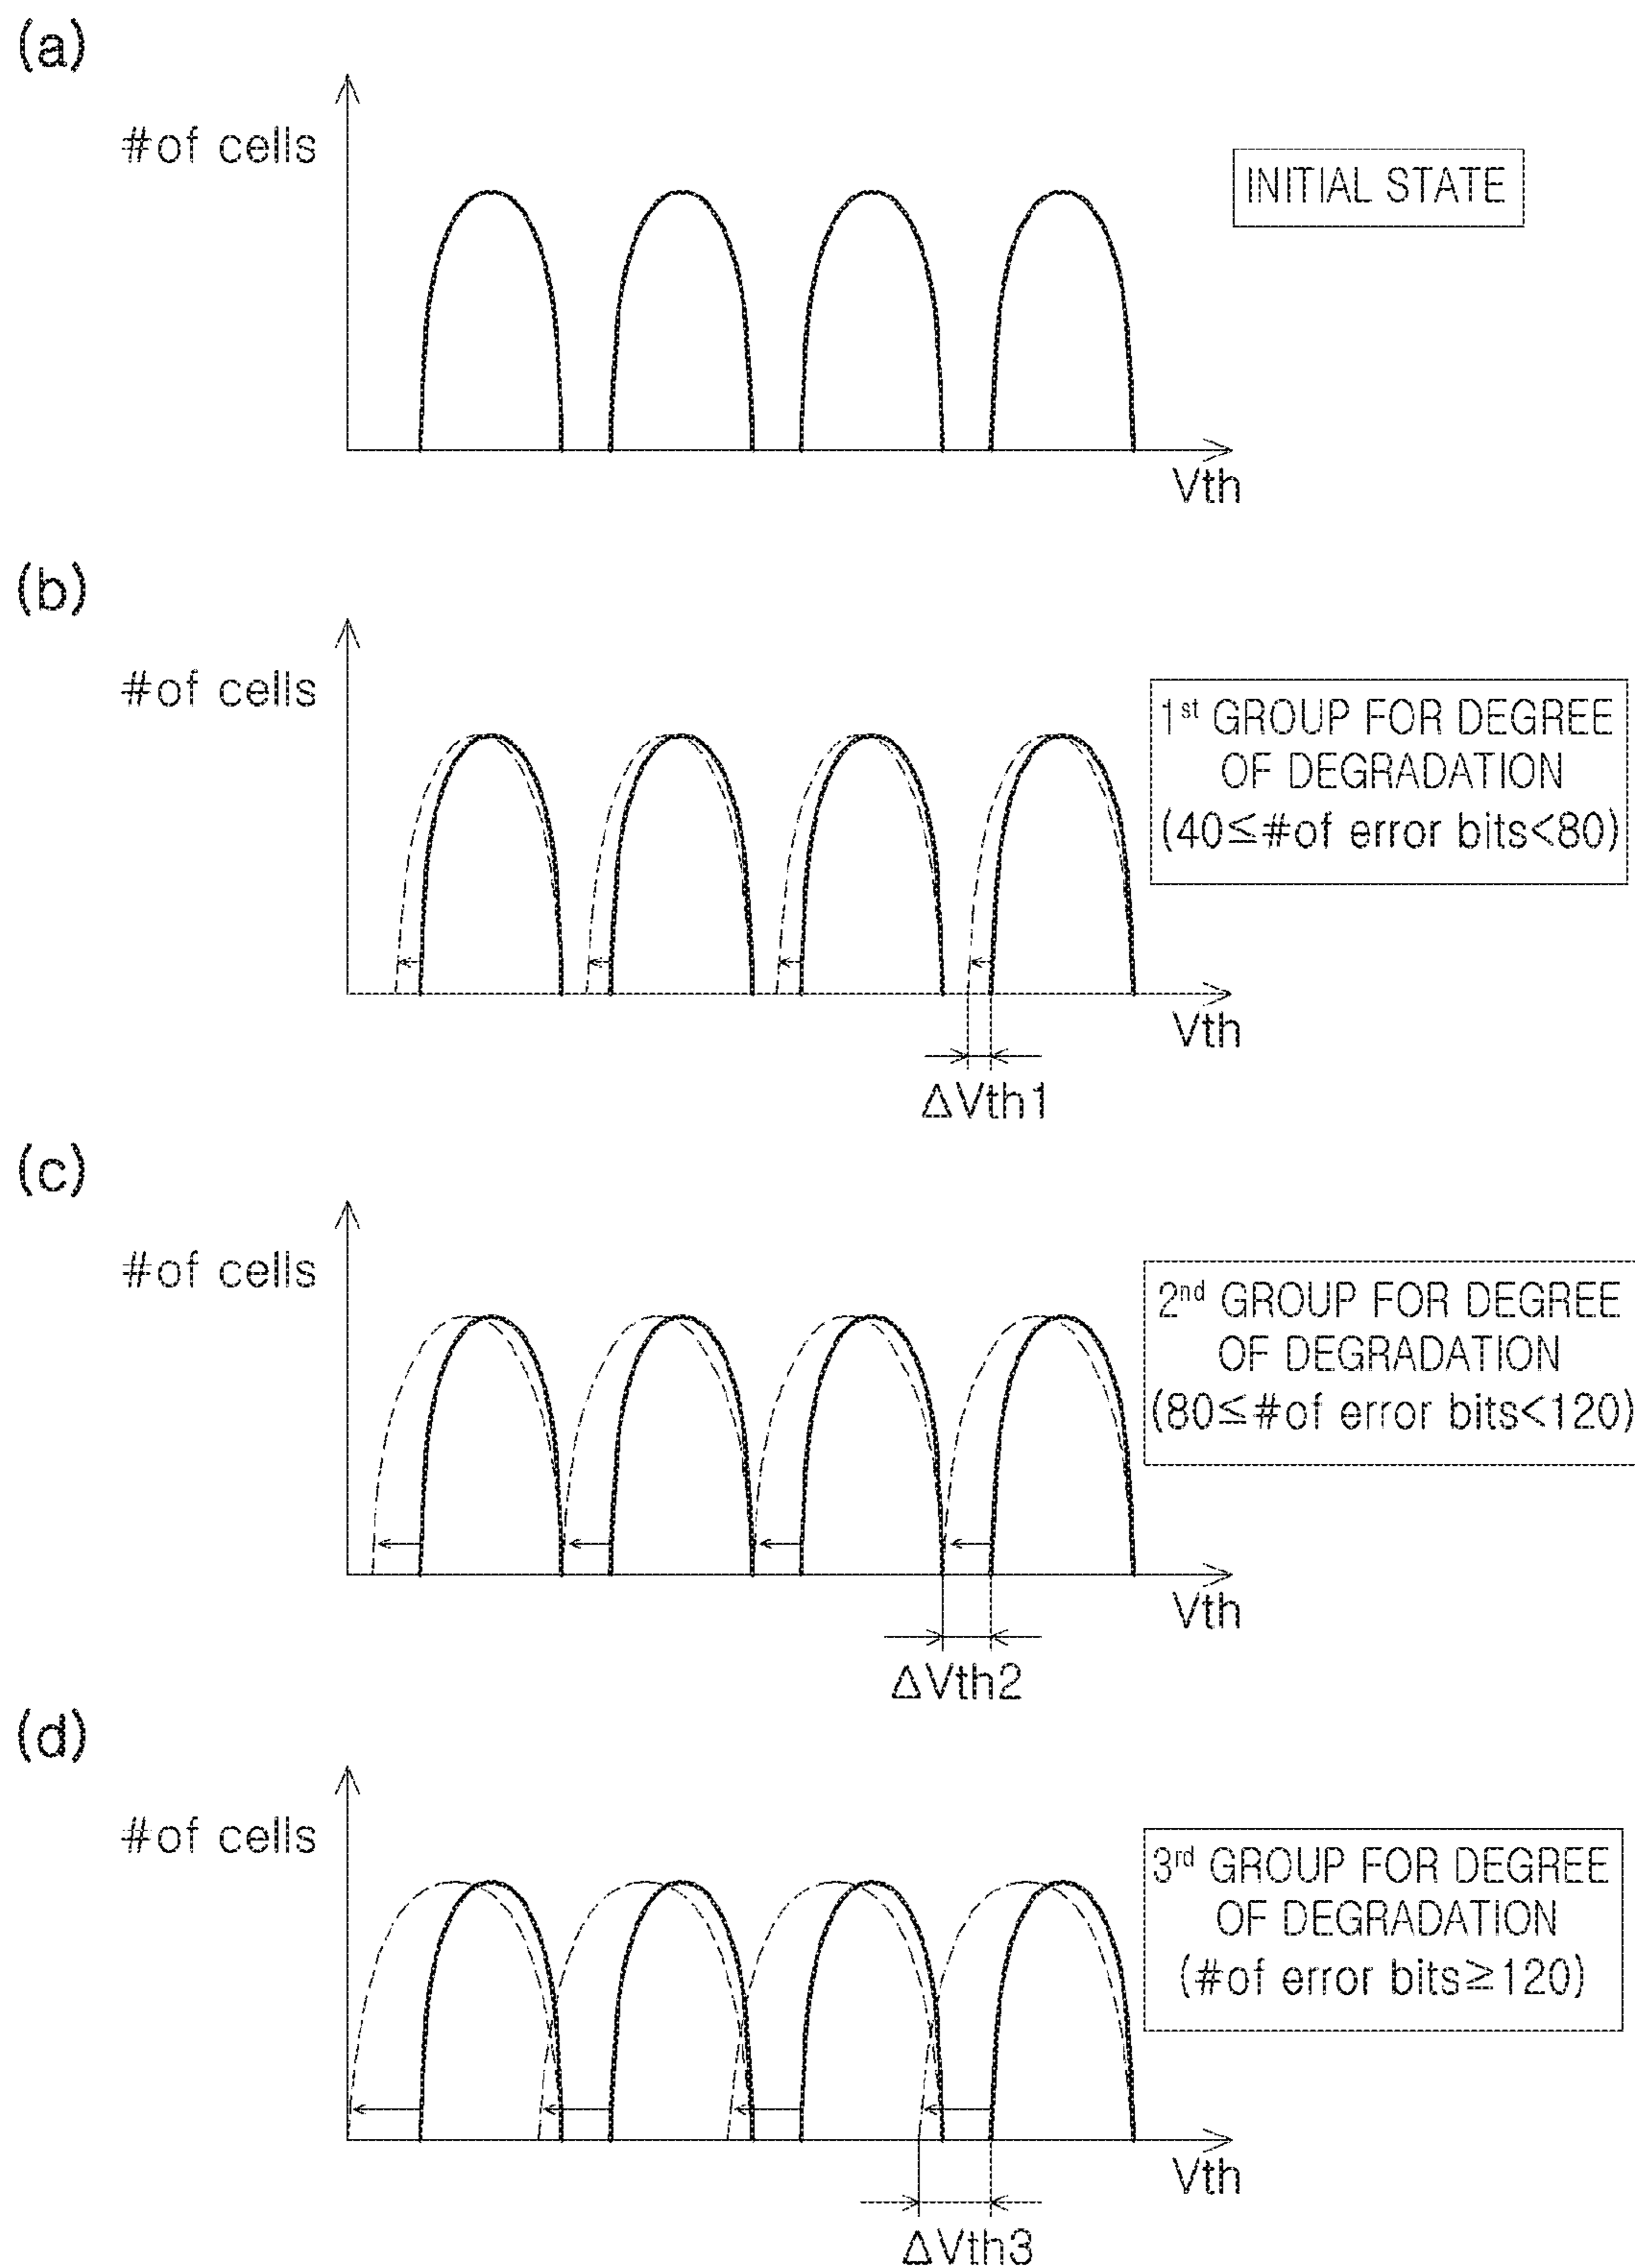 (a)
#of cells
INITIAL STATE
Vth
(b)
#of cells
1st GROUP FOR DEGREE
OF DEGRADATION
(40≤#of error bits<80)
Vth
ΔVth1
(c)
#of cells
2nd GROUP FOR DEGREE
OF DEGRADATION
(80≤#of error bits<120)
Vth
ΔVth2
(d)
#of cells
3rd GROUP FOR DEGREE
OF DEGRADATION
(#of error bits≥120)
Vth
ΔVth3